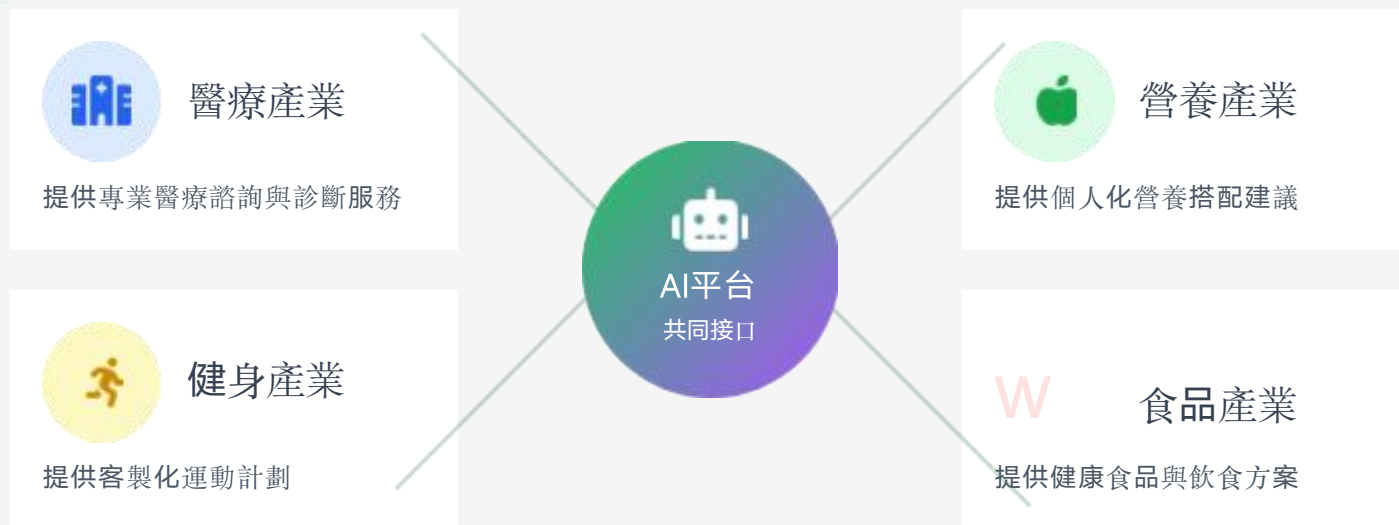 醫療產業
提供專業醫療諮詢與診斷服務
營養產業
提供個人化營養搭配建議
AI平台
共同接口
健身產業
提供客製化運動計劃
W
食品產業
提供健康食品與飲食方案